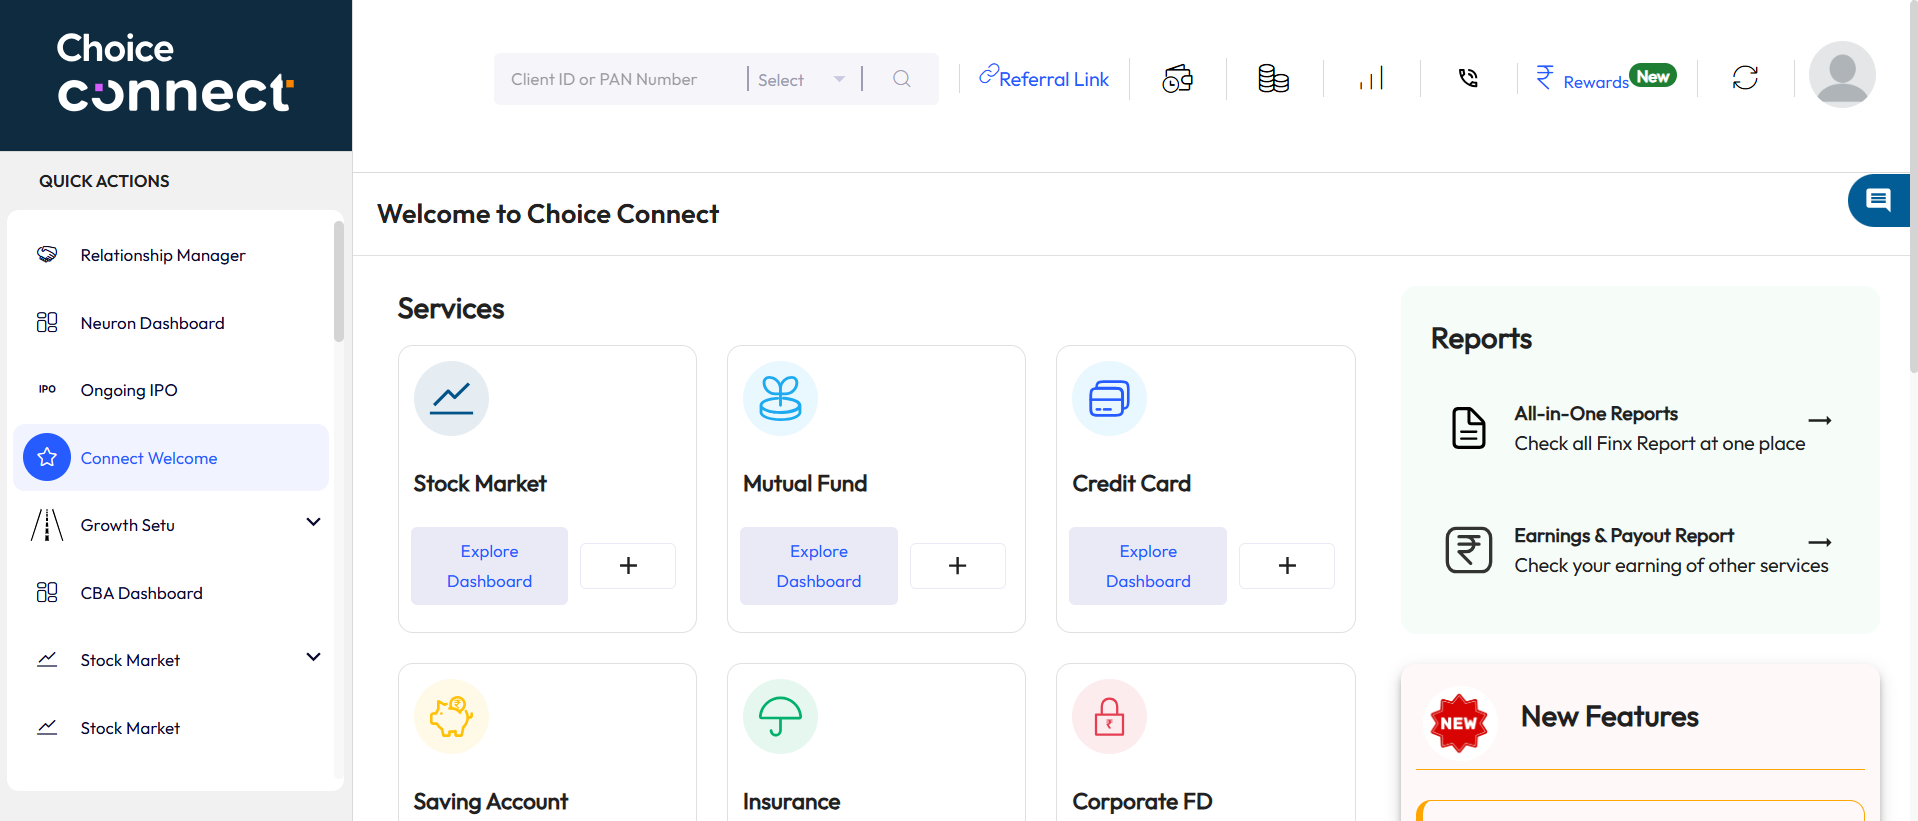 Choice
connect
Client ID or PAN Number
Select
Referral Link
Rewards
New
QUICK ACTIONS
Relationship Manager
Neuron Dashboard
IPO
Ongoing IPO
Connect Welcome
Growth Setu
CBA Dashboard
Stock Market
Stock Market
Welcome to Choice Connect
Services
Stock Market
Explore
Dashboard
+
Mutual Fund
Explore
Dashboard
+
Credit Card
Explore
Dashboard
+
Saving Account
Insurance
Corporate FD
Reports
All-in-One Reports
Check all Finx Report at one place
Earnings & Payout Report
Check your earning of other services
NEW
New Features